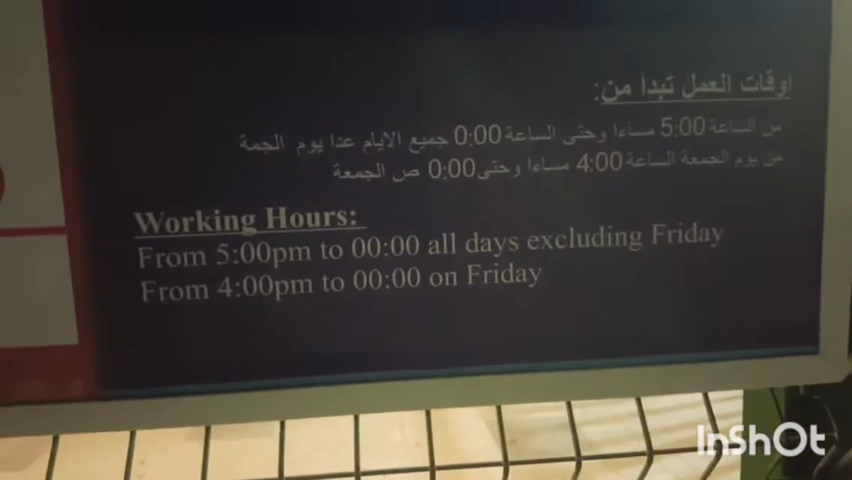 اوقات العمل تبدأ من:
من الساعة 5:00 مساءا وحتى الساعة 0:00 جميع الايام عدا يوم الجمة
من يوم الجمعة الساعة 4:00 مساءا وحتى 0:00 ص الجمعة
Working Hours:
From 5:00pm to 00:00 all days excluding Friday
From 4:00pm to 00:00 on Friday
InShOt